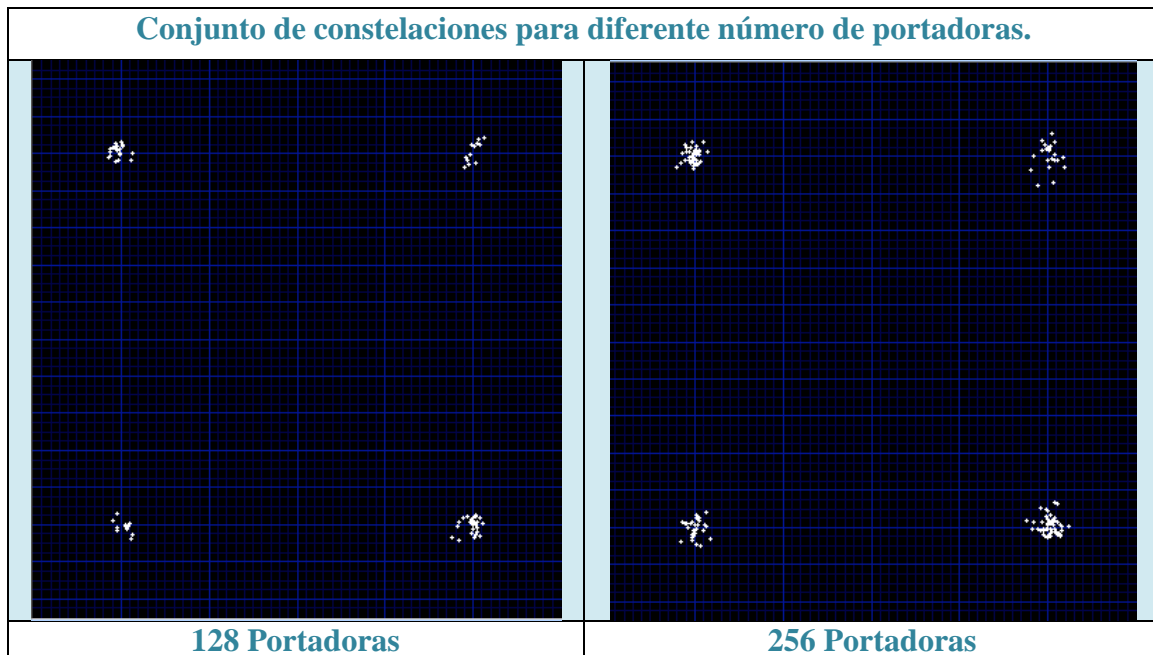 Conjunto de constelaciones para diferente número de portadoras.
128 Portadoras
256 Portadoras